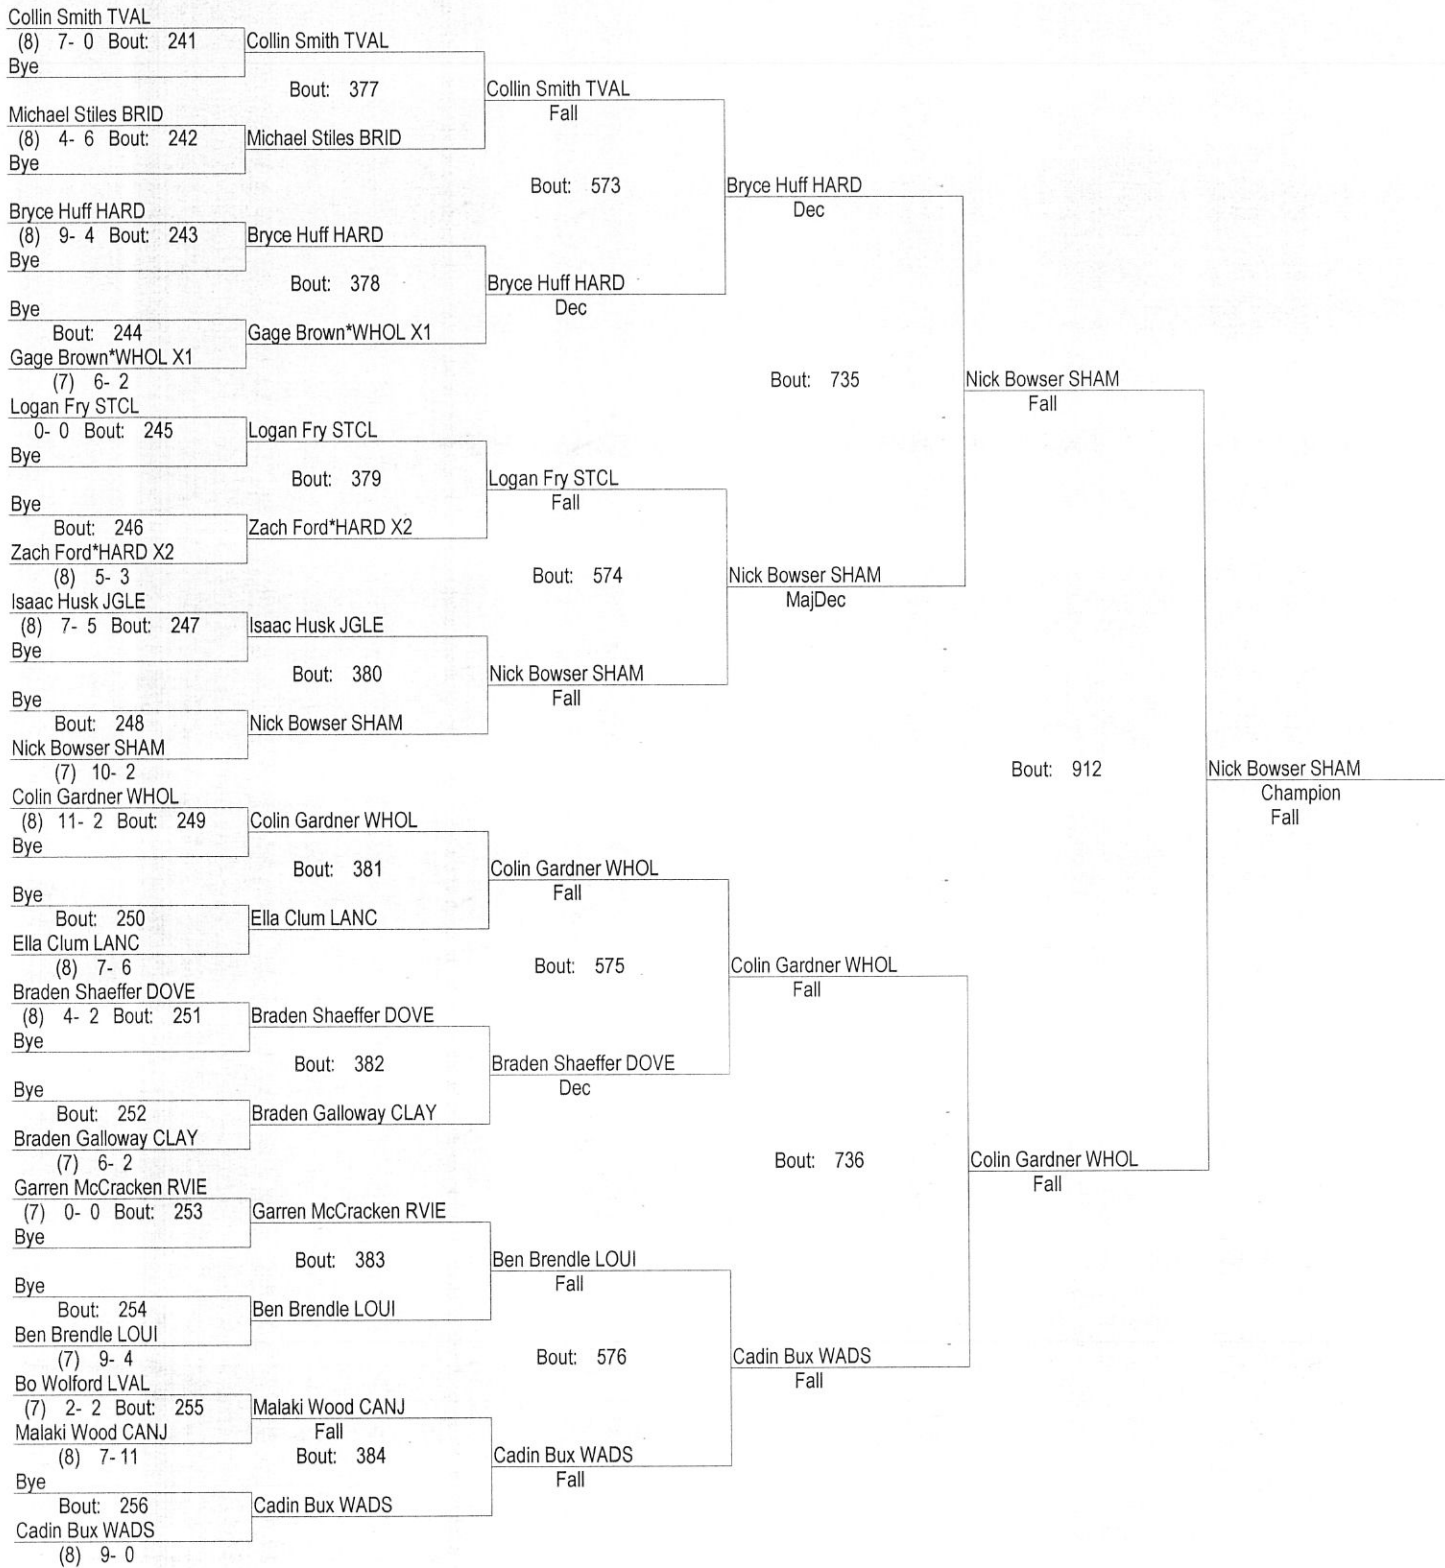 Collin Smith TVAL
(8) 7- 0 Bout: 241
Bye
Collin Smith TVAL
Bout: 377
Michael Stiles BRID
(8) 4- 6 Bout: 242
Bye
Michael Stiles BRID
Collin Smith TVAL
Fall
Bout: 573
Bryce Huff HARD
(8) 9- 4 Bout: 243
Bye
Bryce Huff HARD
Bout: 378
Bye
Bout: 244
Gage Brown*WHOL X1
(7) 6- 2
Gage Brown*WHOL X1
Bryce Huff HARD
Dec
Bryce Huff HARD
Dec
Bout: 735
Logan Fry STCL
0- 0 Bout: 245
Bye
Logan Fry STCL
Bout: 379
Bye
Bout: 246
Zach Ford*HARD X2
(8) 5- 3
Zach Ford*HARD X2
Logan Fry STCL
Fall
Bout: 574
Isaac Husk JGLE
(8) 7- 5 Bout: 247
Bye
Isaac Husk JGLE
Bout: 380
Bye
Bout: 248
Nick Bowser SHAM
(7) 10- 2
Nick Bowser SHAM
Nick Bowser SHAM
Fall
Nick Bowser SHAM
MajDec
Nick Bowser SHAM
Fall
Bout: 912
Nick Bowser SHAM
Champion
Fall
Colin Gardner WHOL
(8) 11- 2 Bout: 249
Bye
Colin Gardner WHOL
Bout: 381
Bye
Bout: 250
Ella Clum LANC
(8) 7- 6
Ella Clum LANC
Colin Gardner WHOL
Fall
Bout: 575
Braden Shaeffer DOVE
(8) 4- 2 Bout: 251
Bye
Braden Shaeffer DOVE
Bout: 382
Bye
Bout: 252
Braden Galloway CLAY
(7) 6- 2
Braden Galloway CLAY
Braden Shaeffer DOVE
Dec
Colin Gardner WHOL
Fall
Bout: 736
Colin Gardner WHOL
Fall
Garren McCracken RVIE
(7) 0- 0 Bout: 253
Bye
Garren McCracken RVIE
Bout: 383
Bye
Bout: 254
Ben Brendle LOUI
(7) 9- 4
Ben Brendle LOUI
Ben Brendle LOUI
Fall
Bout: 576
Bo Wolford LVAL
(7) 2- 2 Bout: 255
Malaki Wood CANJ
(8) 7- 11
Malaki Wood CANJ
Fall
Bout: 384
Bye
Bout: 256
Cadin Bux WADS
(8) 9- 0
Cadin Bux WADS
Cadin Bux WADS
Fall
Cadin Bux WADS
Fall